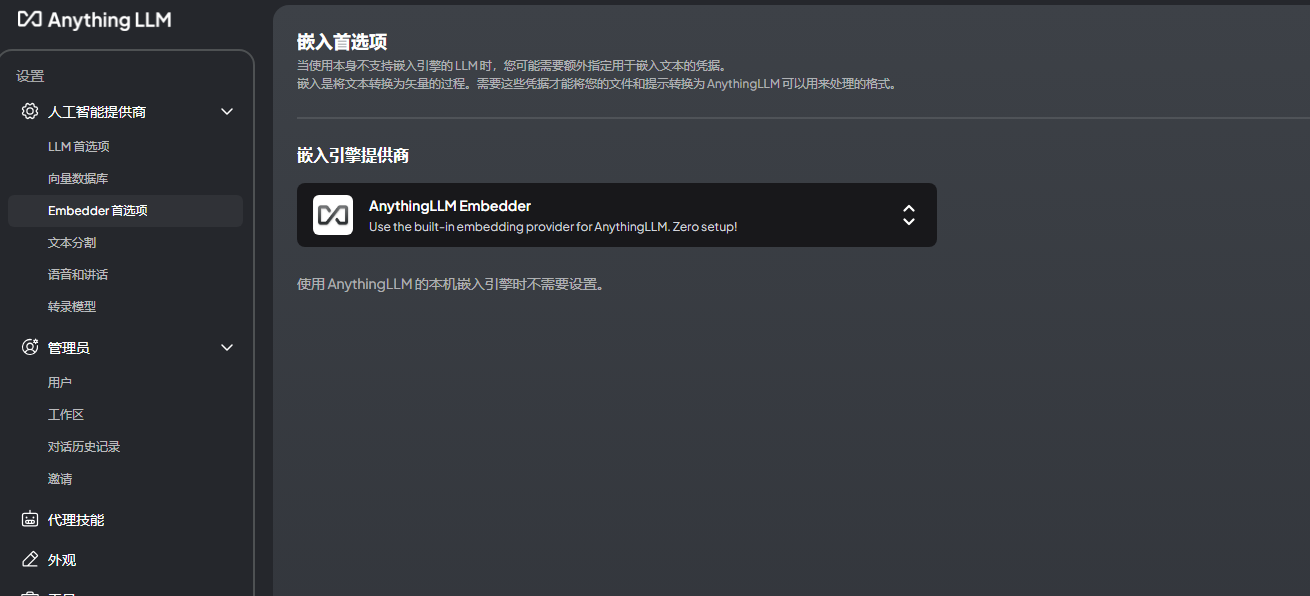 Anything LLM
设置
人工智能提供商
LLM 首选项
向量数据库
Embedder 首选项
文本分割
语音和讲话
转录模型
管理员
用户
工作区
对话历史记录
邀请
代理技能
外观
嵌入首选项
当使用本身不支持嵌入引擎的 LLM 时，您可能需要额外指定用于嵌入文本的凭据。
嵌入是将文本转换为矢量的过程。需要这些凭据才能将您的文件和提示转换为 AnythingLLM 可以用来处理的格式。
嵌入引擎提供商
AnythingLLM Embedder
Use the built-in embedding provider for AnythingLLM. Zero setup!
使用 AnythingLLM 的本机嵌入引擎时不需要设置。